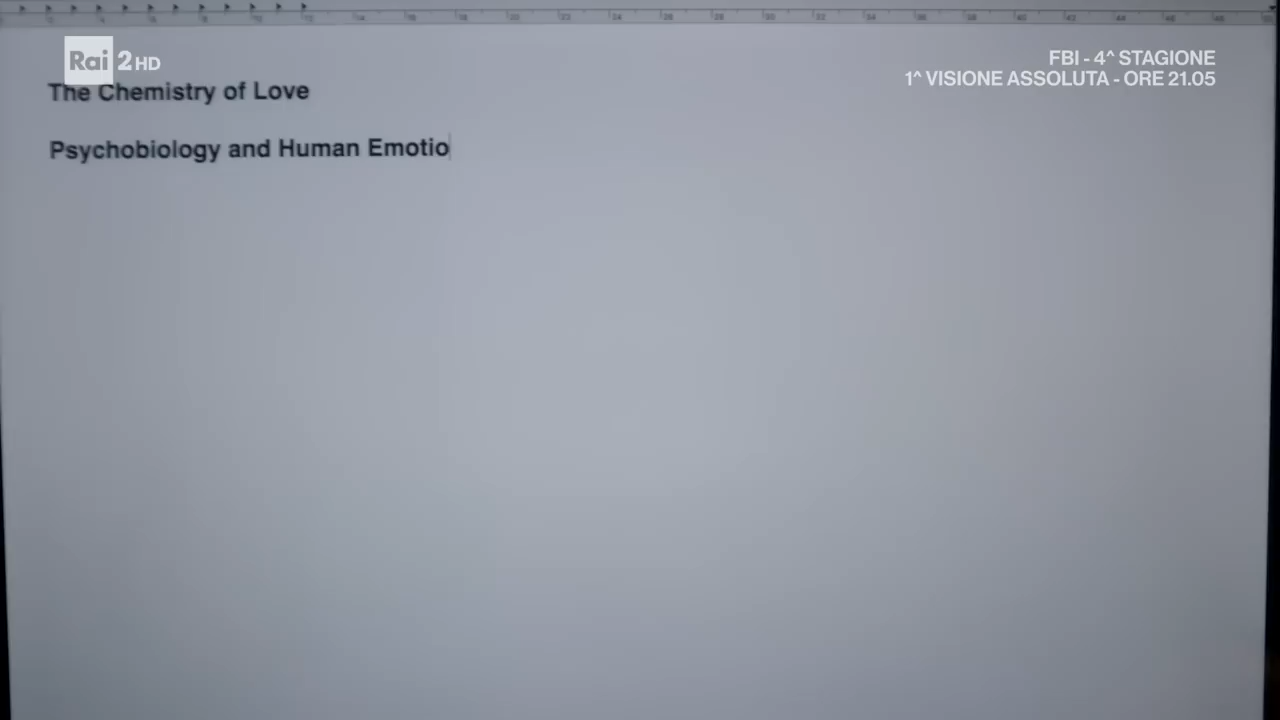 Rai 2 HD
FBI - 4^ STAGIONE
1^ VISIONE ASSOLUTA - ORE 21.05
The Chemistry of Love
Psychobiology and Human Emotio